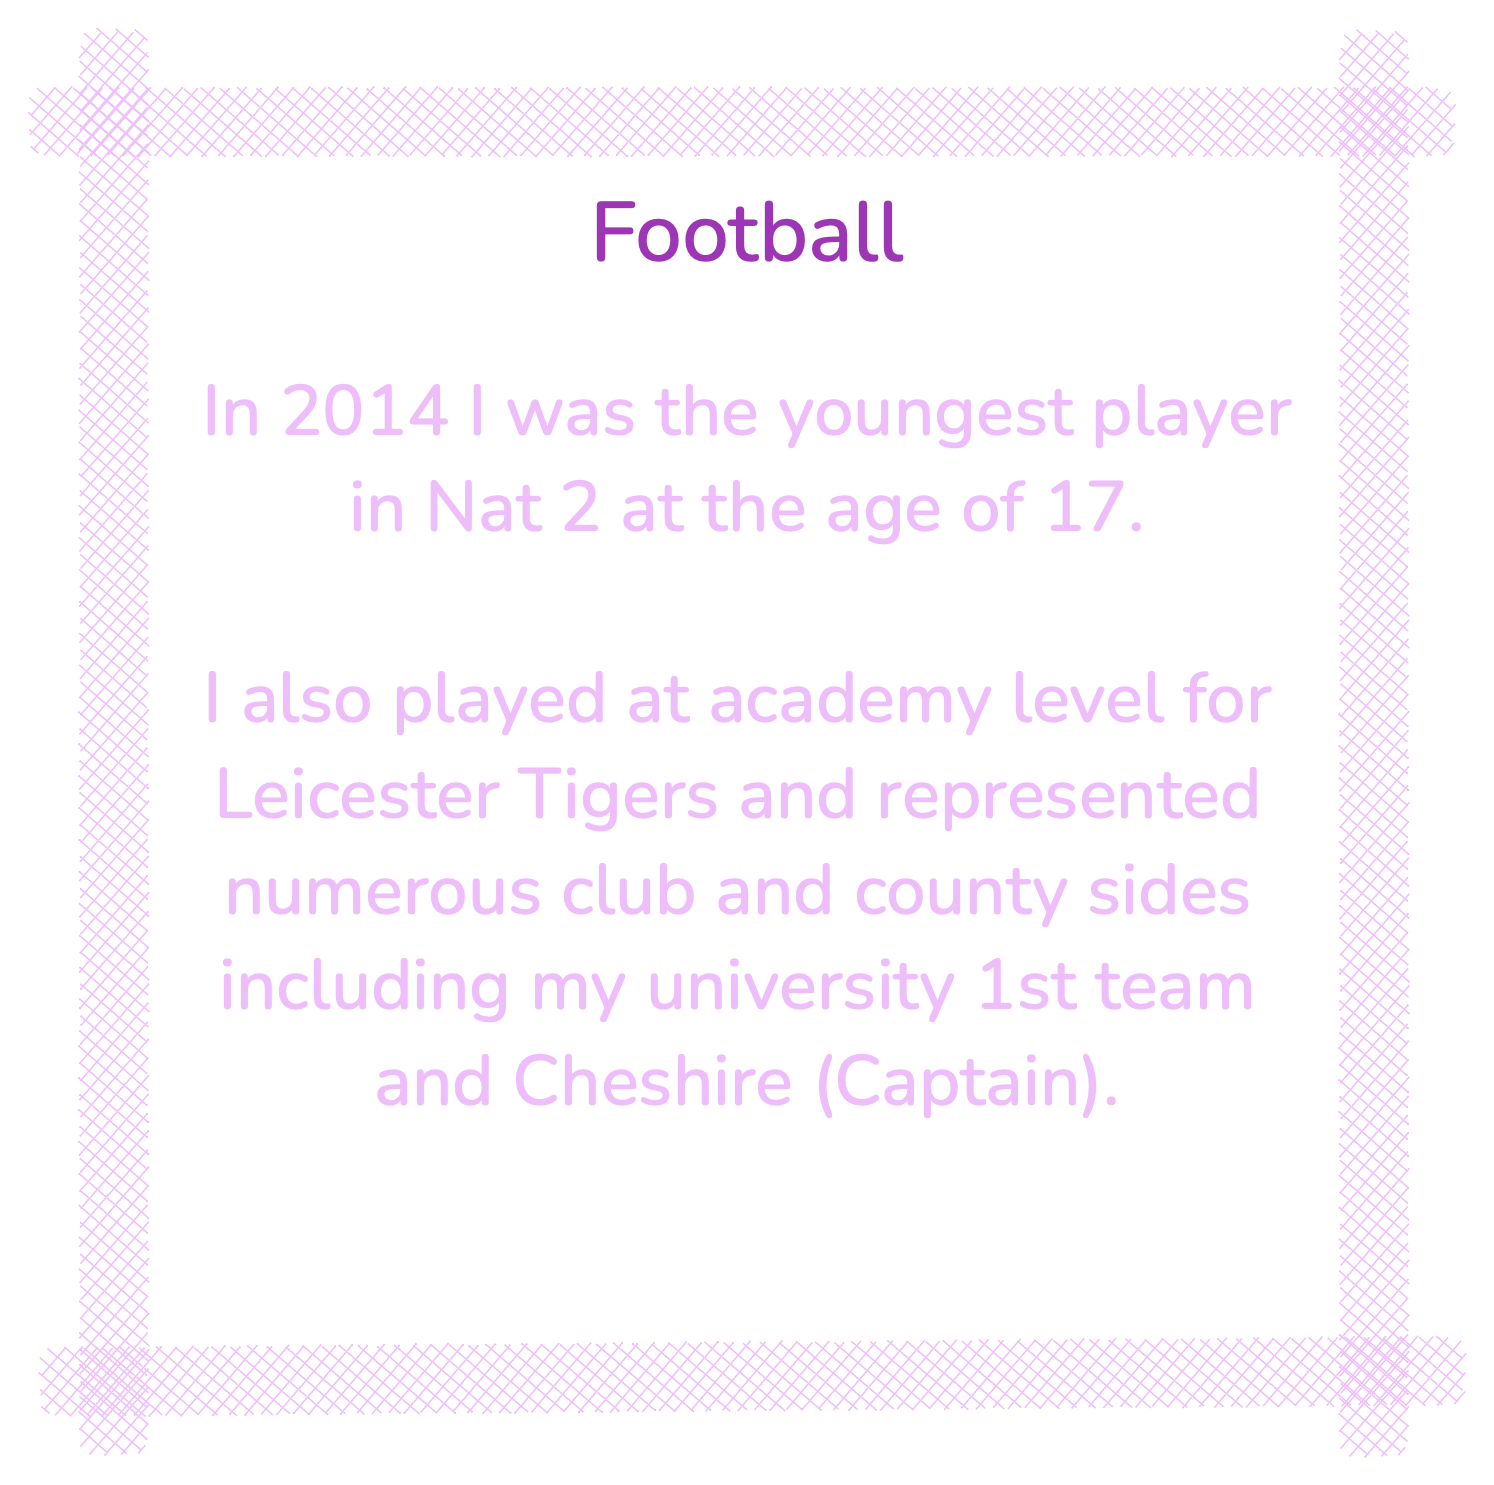 Football
In 2014 I was the youngest player
in Nat 2 at the age of 17.
I also played at academy level for
Leicester Tigers and represented
numerous club and county sides
including my university 1st team
and Cheshire (Captain).